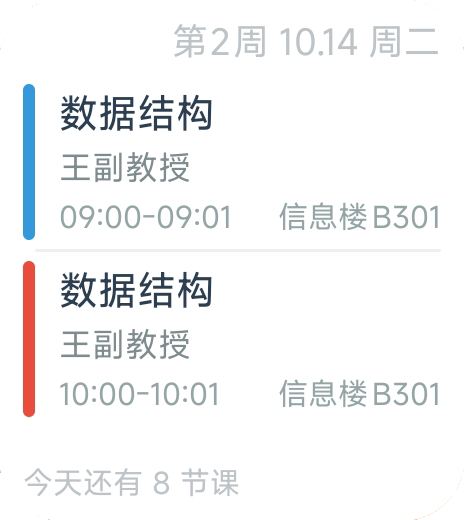 第2周 10.14 周二
数据结构
王副教授
09:00-09:01 信息楼B301
数据结构
王副教授
10:00-10:01 信息楼B301
今天还有 8 节课